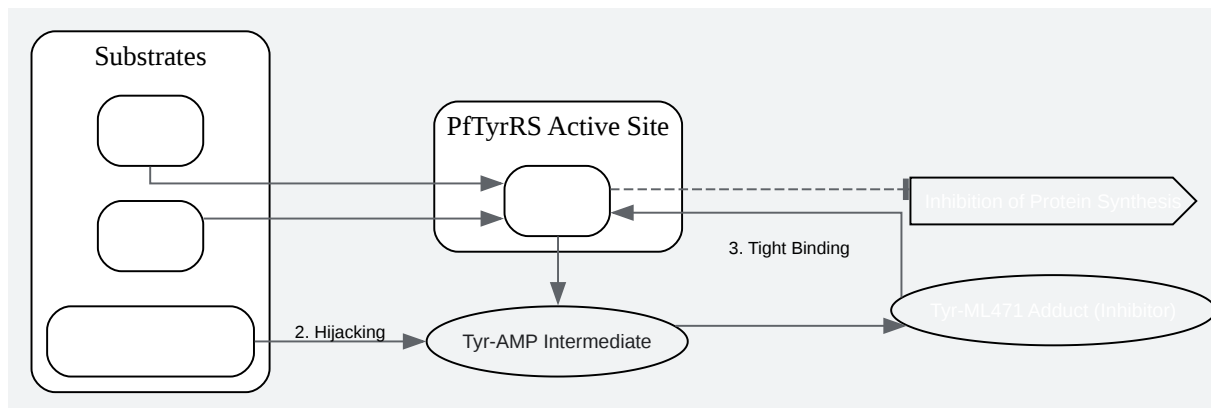 Substrates
PfTyrRS Active Site
Inhibition of Protein Synthesis
3. Tight Binding
Tyr-ML471 Adduct (Inhibitor)
2. Hijacking
Tyr-AMP Intermediate